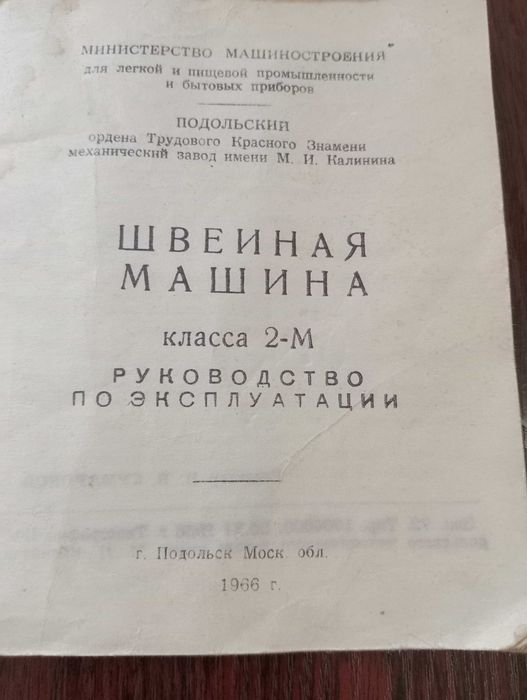 МИНИСТЕРСТВО МАШИНОСТРОЕНИЯ
для легкой и пищевой промышленности
и бытовых приборов
ПОДОЛЬСКИЙ
ордена Трудового Красного Знамени
механический завод имени М. И. Калинина
ШВЕЙНАЯ
МАШИНА
класса 2-М
РУКОВОДСТВО
ПО ЭКСПЛУАТАЦИИ
г. Подольск Моск обл.
1966 г.